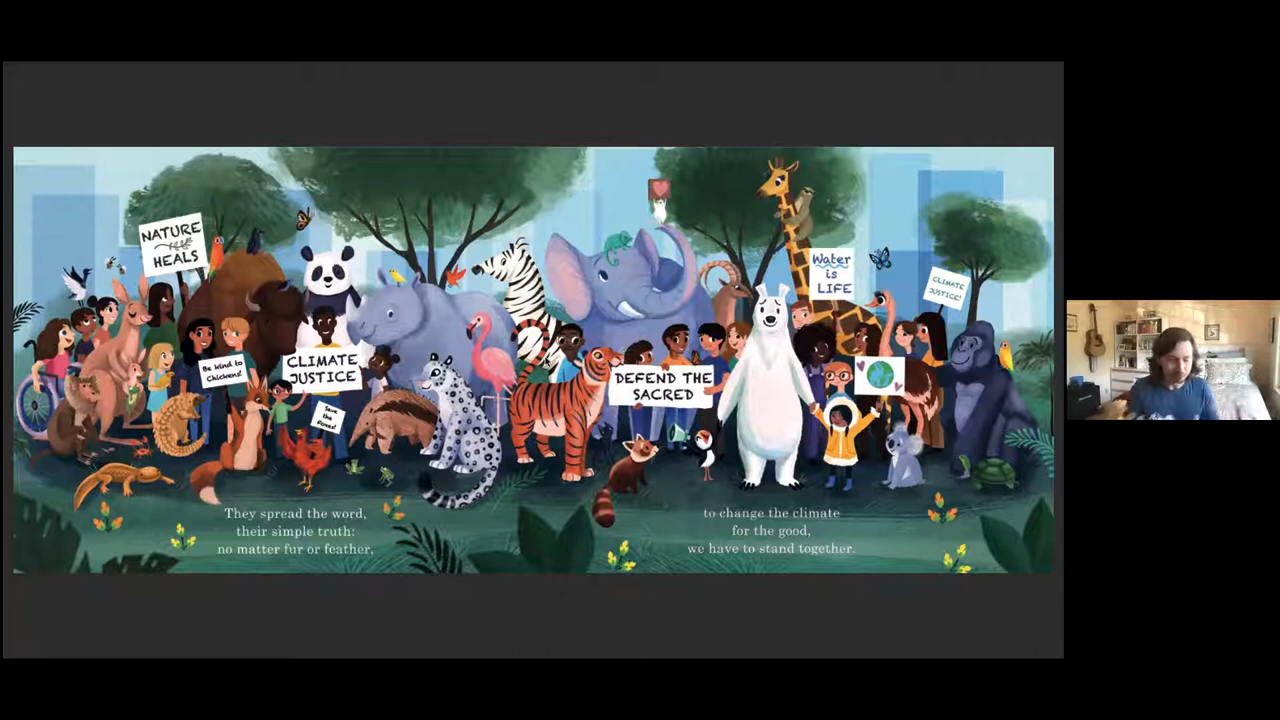 NATURE
HEALS
Be Kind to
Chickens!
CLIMATE
JUSTICE
Save
the
Foxes!
DEFEND THE
SACRED
Water
is
LIFE
CLIMATE
JUSTICE!
They spread the word,
their simple truth:
no matter fur or feather,
to change the climate
for the good,
we have to stand together.